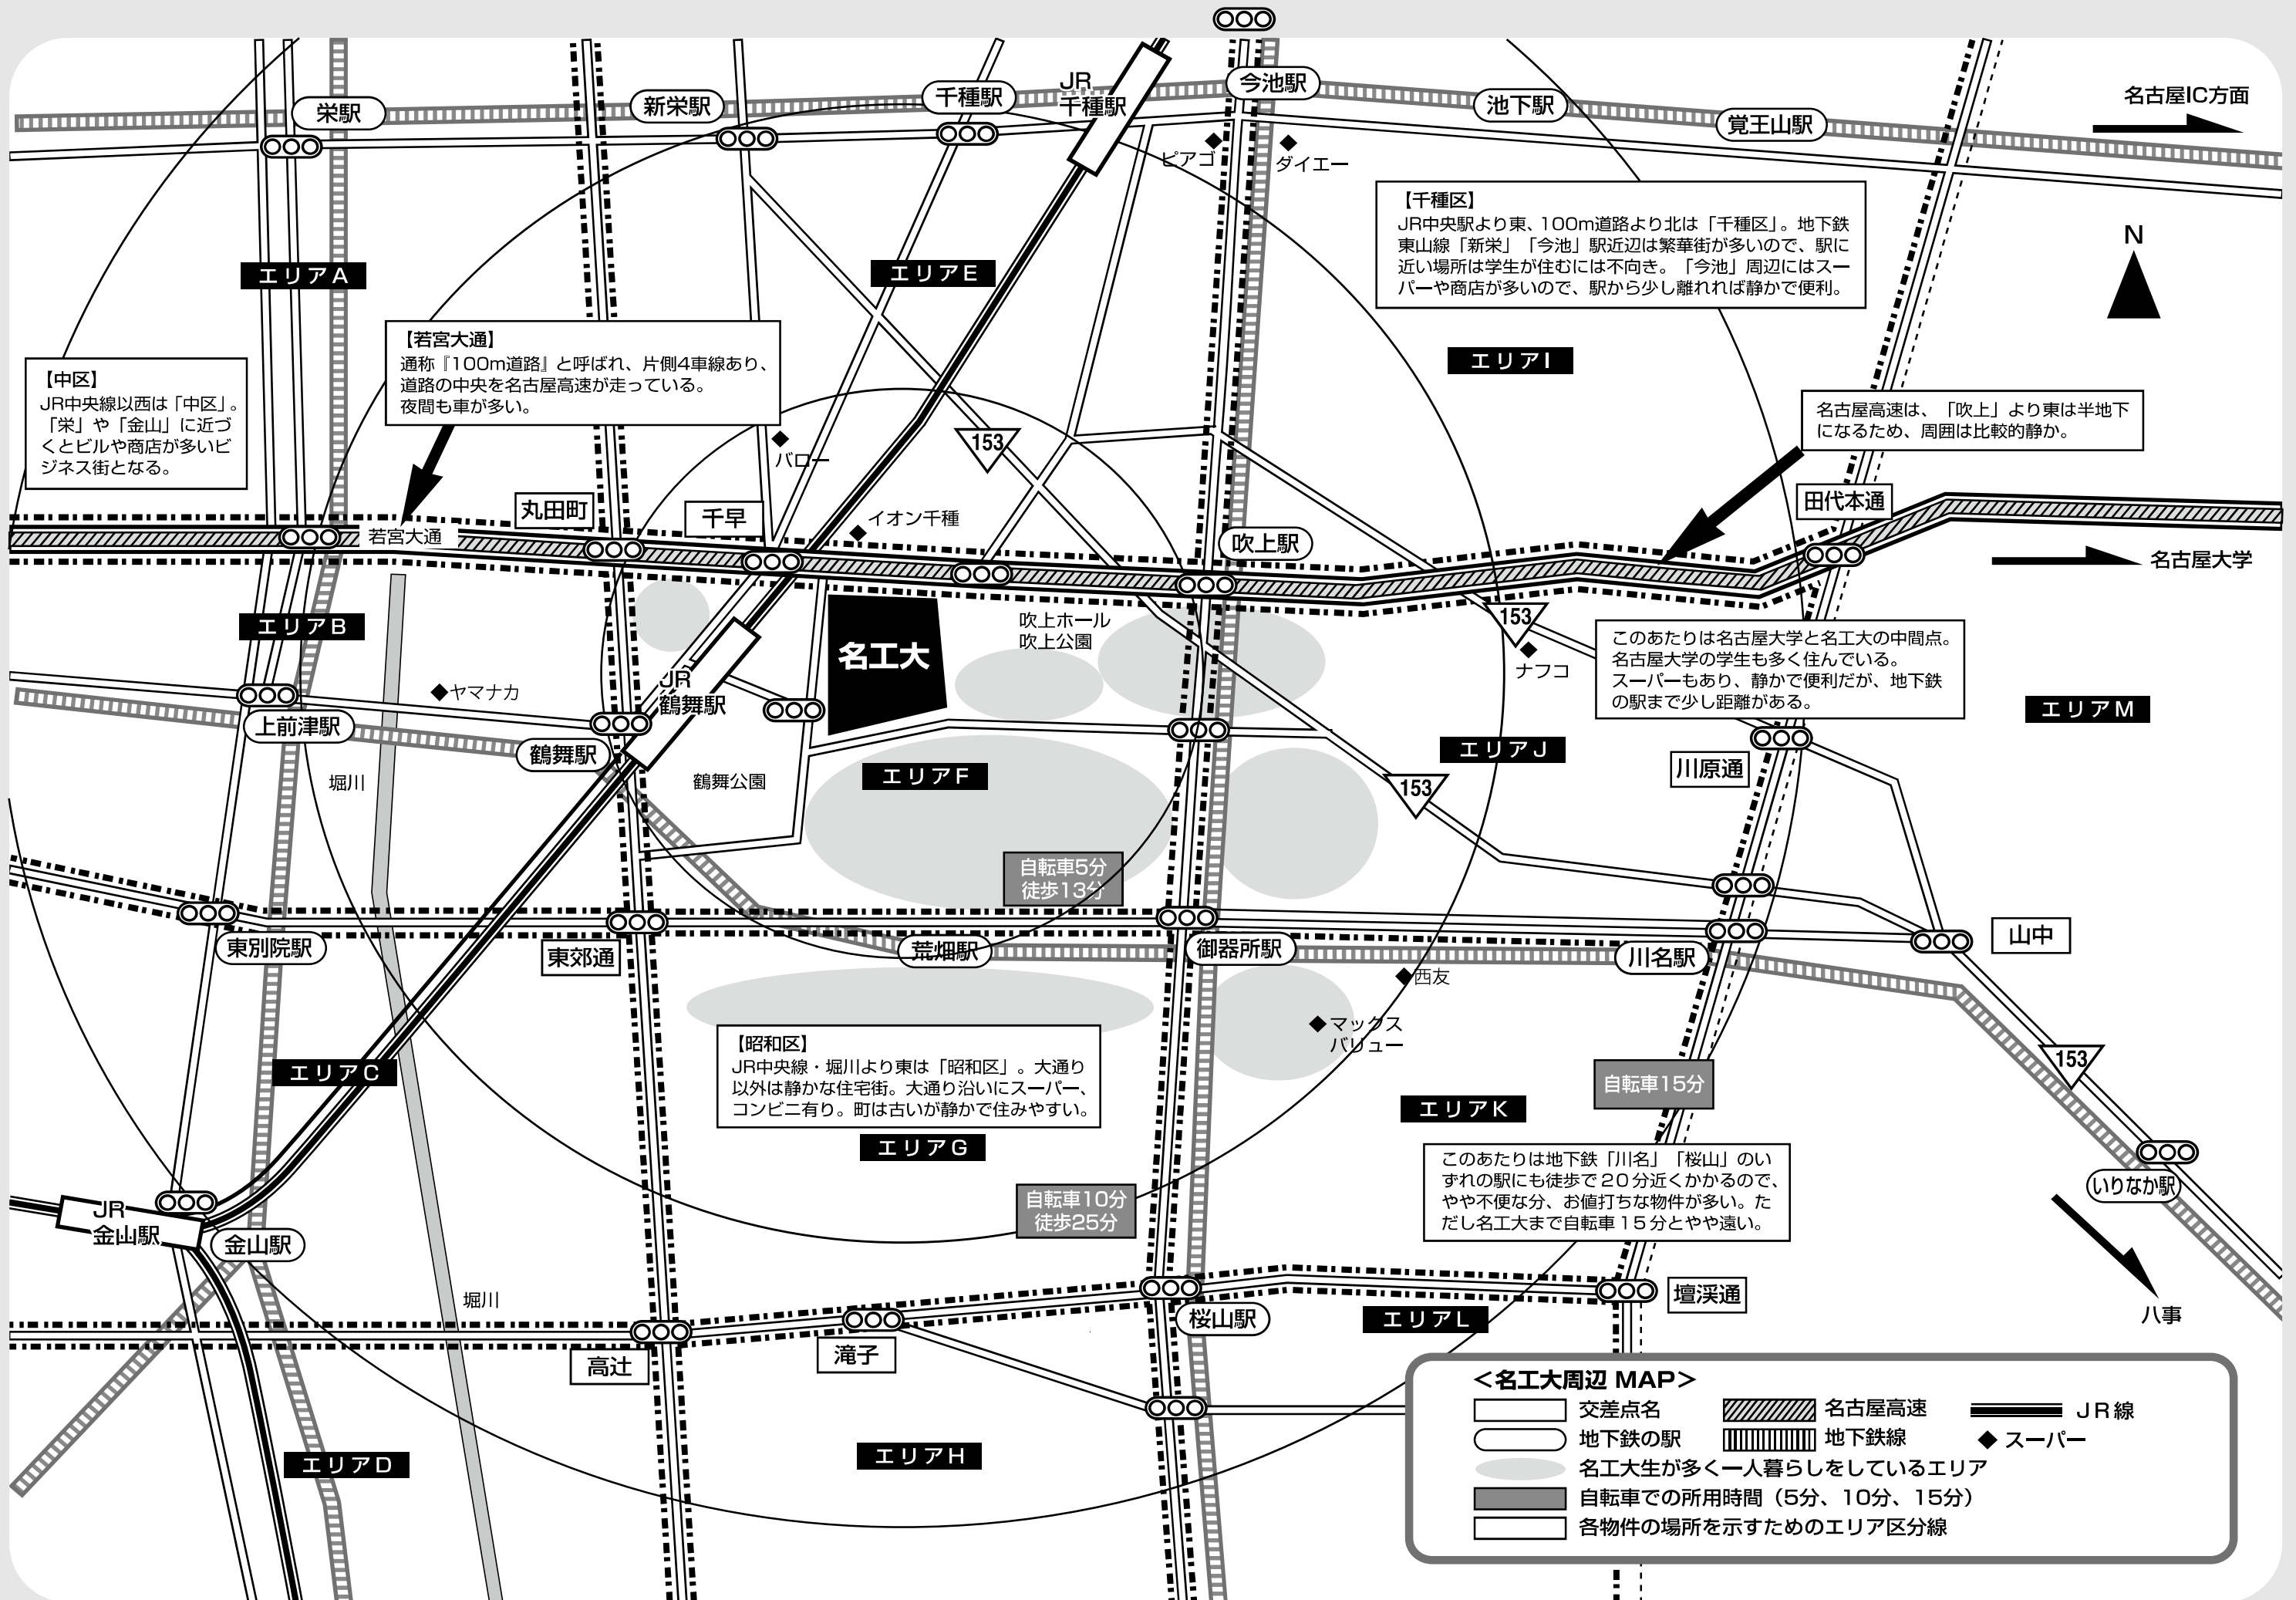 栄駅
新栄駅
千種駅
JR
千種駅
今池駅
池下駅
覚王山駅
名古屋IC方面
ピアゴ
ダイエー
【千種区】
JR中央駅より東、100m道路より北は「千種区」。地下鉄
東山線「新栄」「今池」駅近辺は繁華街が多いので、駅に
近い場所は学生が住むには不向き。「今池」周辺にはスー
パーや商店が多いので、駅から少し離れれば静かで便利。
N
エリアA
エリアE
エリアI
【若宮大通】
通称『100m道路』と呼ばれ、片側4車線あり、
道路の中央を名古屋高速が走っている。
夜間も車が多い。
【中区】
JR中央線以西は「中区」。
「栄」や「金山」に近づ
くとビルや商店が多いビ
ジネス街となる。
名古屋高速は、「吹上」より東は半地下
になるため、周囲は比較的静か。
153
バロー
丸田町
千早
イオン千種
若宮大通
吹上駅
田代本通
名古屋大学
エリアB
名工大
吹上ホール
吹上公園
153
ナフコ
このあたりは名古屋大学と名工大の中間点。
名古屋大学の学生も多く住んでいる。
スーパーもあり、静かで便利だが、地下鉄
の駅まで少し距離がある。
ヤマナカ
JR
鶴舞駅
上前津駅
鶴舞駅
エリアM
エリアJ
川原通
堀川
鶴舞公園
エリアF
153
自転車5分
徒歩13分
東別院駅
東郊通
荒畑駅
御器所駅
川名駅
山中
西友
マックス
バリュー
【昭和区】
JR中央線・堀川より東は「昭和区」。大通り
以外は静かな住宅街。大通り沿いにスーパー、
コンビニ有り。町は古いが静かで住みやすい。
エリアC
153
自転車15分
エリアK
エリアG
このあたりは地下鉄「川名」「桜山」のい
ずれの駅にも徒歩で20分近くかかるので、
やや不便な分、お値打ちな物件が多い。た
だし名工大まで自転車15分とやや遠い。
いりなか駅
自転車10分
徒歩25分
JR
金山駅
金山駅
堀川
桜山駅
エリアL
壇渓通
八事
高辻
滝子
エリアD
エリアH
＜名工大周辺 MAP＞
交差点名
名古屋高速
JR線
地下鉄の駅
地下鉄線
スーパー
名工大生が多く一人暮らしをしているエリア
自転車での所用時間（5分、10分、15分）
各物件の場所を示すためのエリア区分線